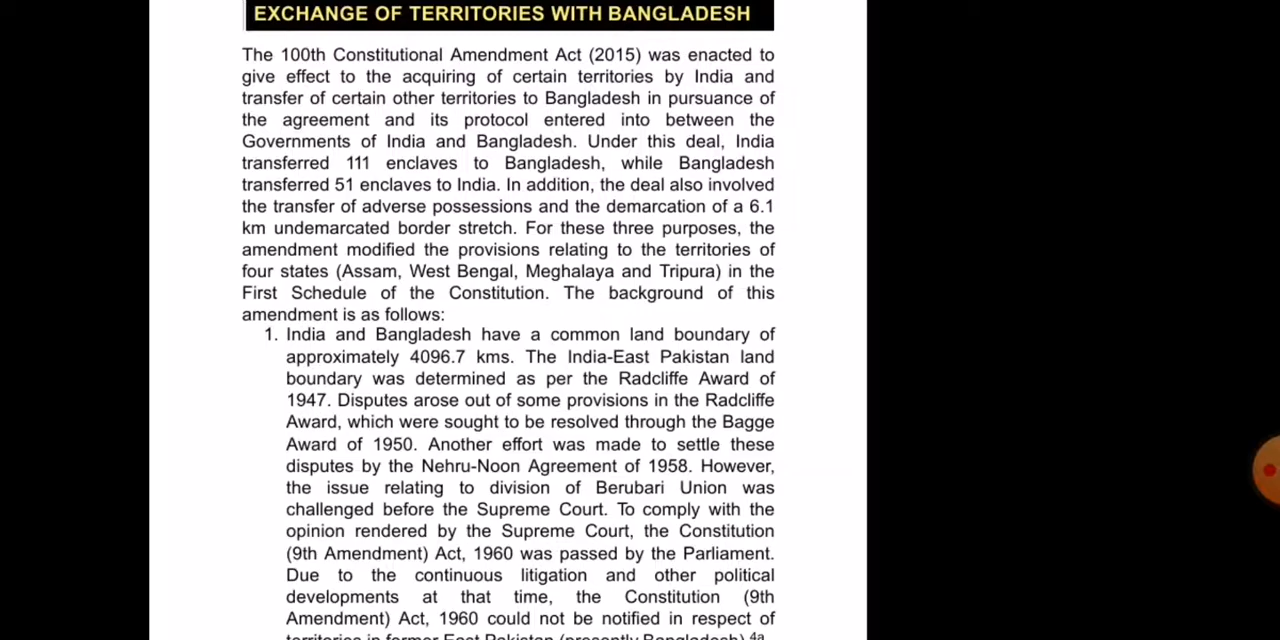 EXCHANGE OF TERRITORIES WITH BANGLADESH
The 100th Constitutional Amendment Act (2015) was enacted to
give effect to the acquiring of certain territories by India and
transfer of certain other territories to Bangladesh in pursuance of
the agreement and its protocol entered into between the
Governments of India and Bangladesh. Under this deal, India
transferred 111 enclaves to Bangladesh, while Bangladesh
transferred 51 enclaves to India. In addition, the deal also involved
the transfer of adverse possessions and the demarcation of a 6.1
km undemarcated border stretch. For these three purposes, the
amendment modified the provisions relating to the territories of
four states (Assam, West Bengal, Meghalaya and Tripura) in the
First Schedule of the Constitution. The background of this
amendment is as follows:
1. India and Bangladesh have a common land boundary of
approximately 4096.7 kms. The India-East Pakistan land
boundary was determined as per the Radcliffe Award of
1947. Disputes arose out of some provisions in the Radcliffe
Award, which were sought to be resolved through the Bagge
Award of 1950. Another effort was made to settle these
disputes by the Nehru-Noon Agreement of 1958. However,
the issue relating to division of Berubari Union was
challenged before the Supreme Court. To comply with the
opinion rendered by the Supreme Court, the Constitution
(9th Amendment) Act, 1960 was passed by the Parliament.
Due to the continuous litigation and other political
developments at that time, the Constitution (9th
Amendment) Act, 1960 could not be notified in respect of
territories in former East Pakistan (presently Bangladesh).4a